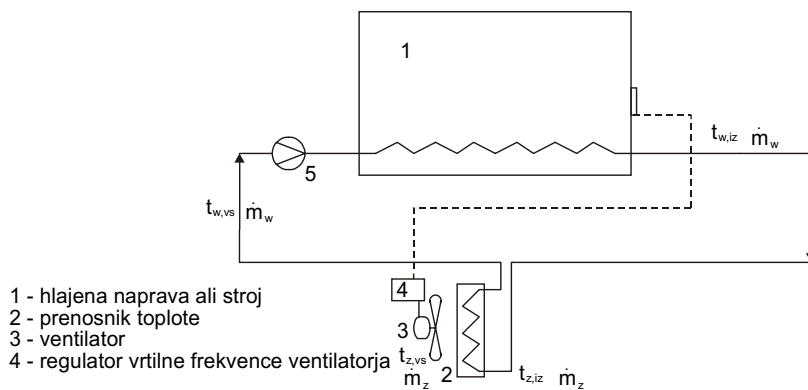 1
t_w,iz ṁ_w
5
t_w,vs ṁ_w
1 - hlajena naprava ali stroj
2 - prenosnik toplote
3 - ventilator
4 - regulator vrtilne frekvence ventilatorja
4
3
t_z,vs
ṁ_z
2
t_z,iz ṁ_z